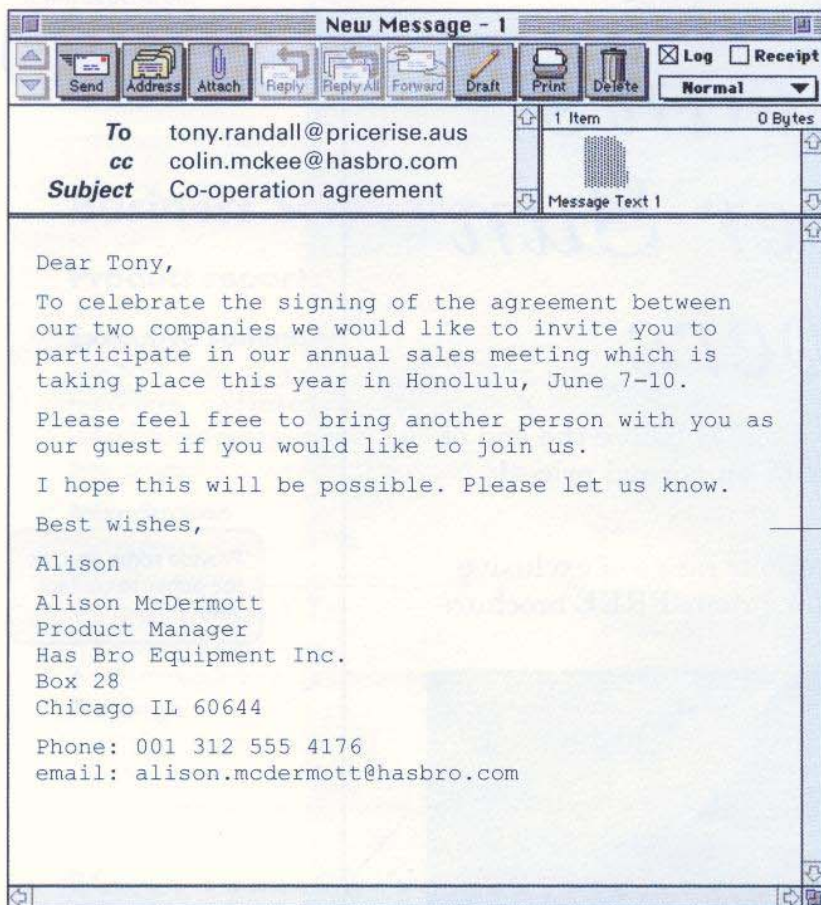 New Message - 1
Send Address Attach Reply Reply All Forward Draft Print Delete
Log Receipt
Normal
To tony.randall@pricerise.aus
cc colin.mckee@hasbro.com
Subject Co-operation agreement
1 Item 0 Bytes
Message Text 1
Dear Tony,
To celebrate the signing of the agreement between
our two companies we would like to invite you to
participate in our annual sales meeting which is
taking place this year in Honolulu, June 7-10.
Please feel free to bring another person with you as
our guest if you would like to join us.
I hope this will be possible. Please let us know.
Best wishes,
Alison
Alison McDermott
Product Manager
Has Bro Equipment Inc.
Box 28
Chicago IL 60644
Phone: 001 312 555 4176
email: alison.mcdermott@hasbro.com